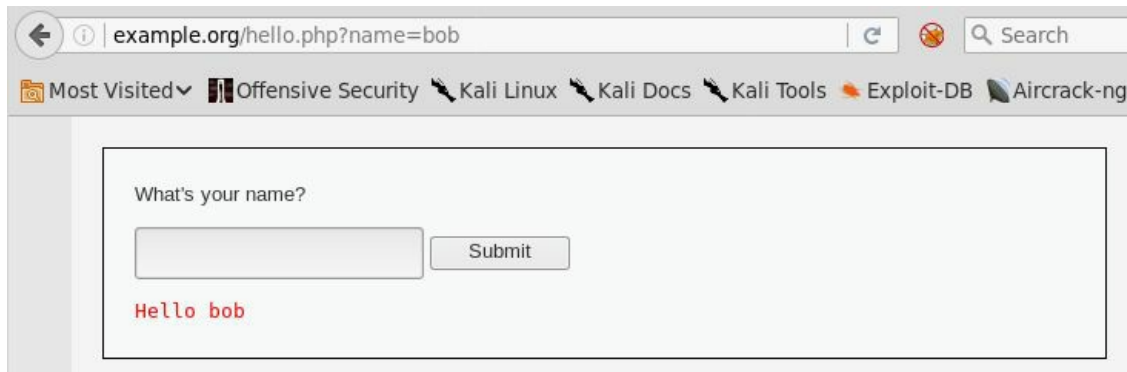 example.org/hello.php?name=bob Search
Most Visited Offensive Security Kali Linux Kali Docs Kali Tools Exploit-DB Aircrack-ng
What's your name?
Submit
Hello bob